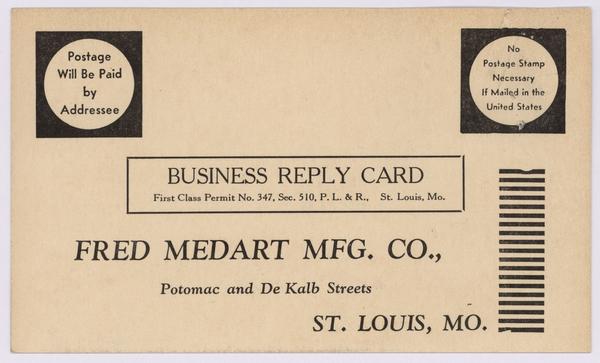 Postage
Will Be Paid
by
Addressee
No
Postage Stamp
Necessary
If Mailed in the
United States
BUSINESS REPLY CARD
First Class Permit No. 347, Sec. 510, P. L. & R., St. Louis, Mo.
FRED MEDART MFG. CO.,
Potomac and De Kalb Streets
ST. LOUIS, MO.